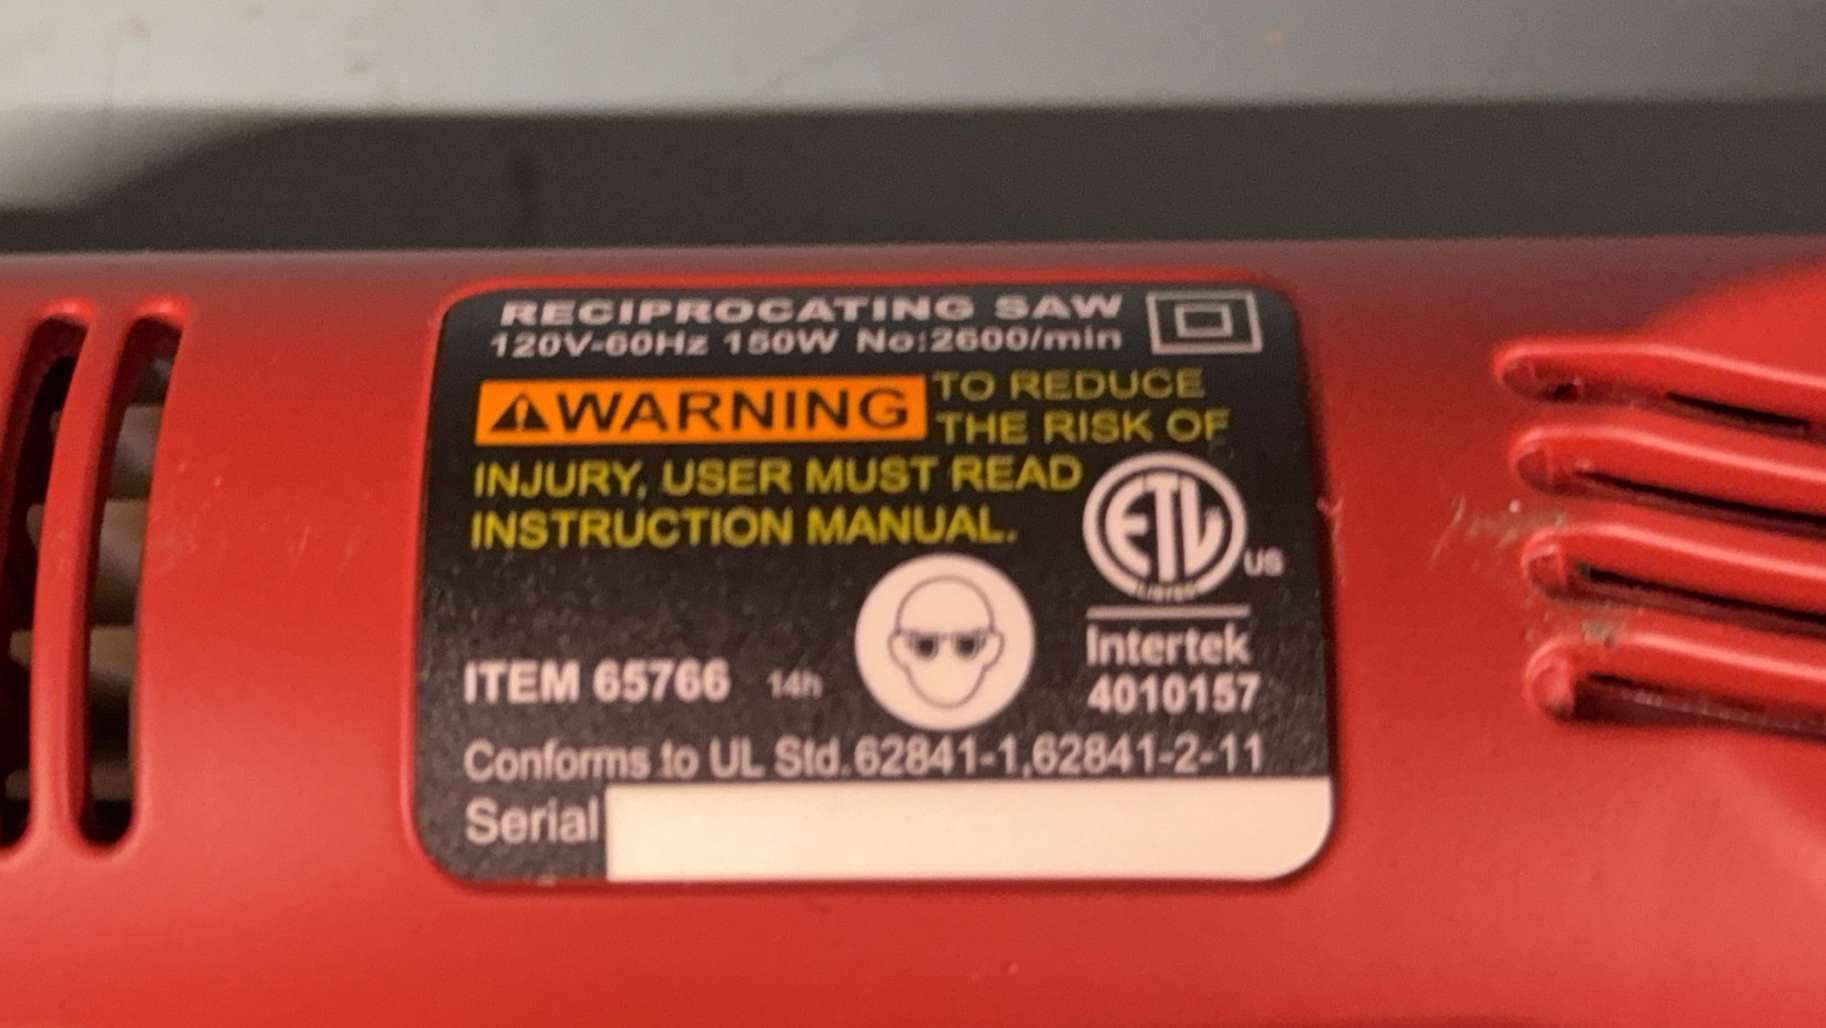 RECIPROCATING SAW
120V-60Hz 150W No:2600/min
WARNING TO REDUCE
THE RISK OF
INJURY, USER MUST READ
INSTRUCTION MANUAL.
ETL
LISTED
US
Intertek
4010157
ITEM 65766 14h
Conforms to UL Std.62841-1,62841-2-11
Serial